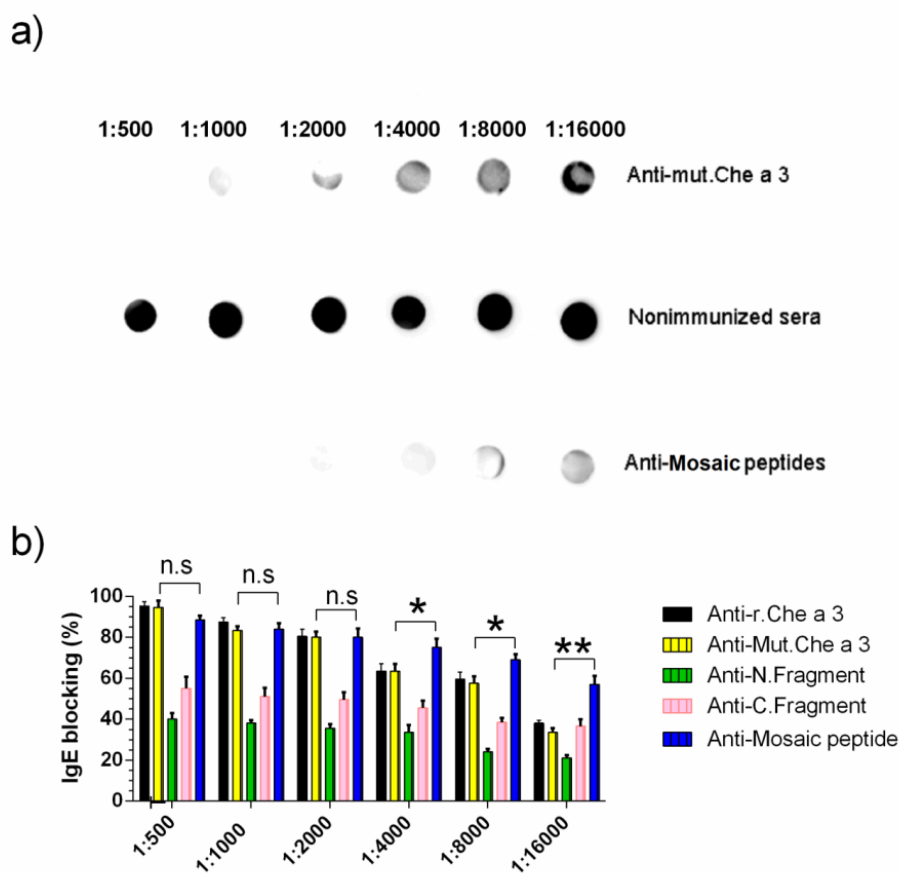 a)
1:500 1:1000 1:2000 1:4000 1:8000 1:16000
Anti-mut.Che a 3
Nonimmunized sera
Anti-Mosaic peptides
b)
n.s n.s n.s * * **
IgE blocking (%)
100
80
60
40
20
0
1:500 1:1000 1:2000 1:4000 1:8000 1:16000
Anti-r.Che a 3
Anti-Mut.Che a 3
Anti-N.Fragment
Anti-C.Fragment
Anti-Mosaic peptide